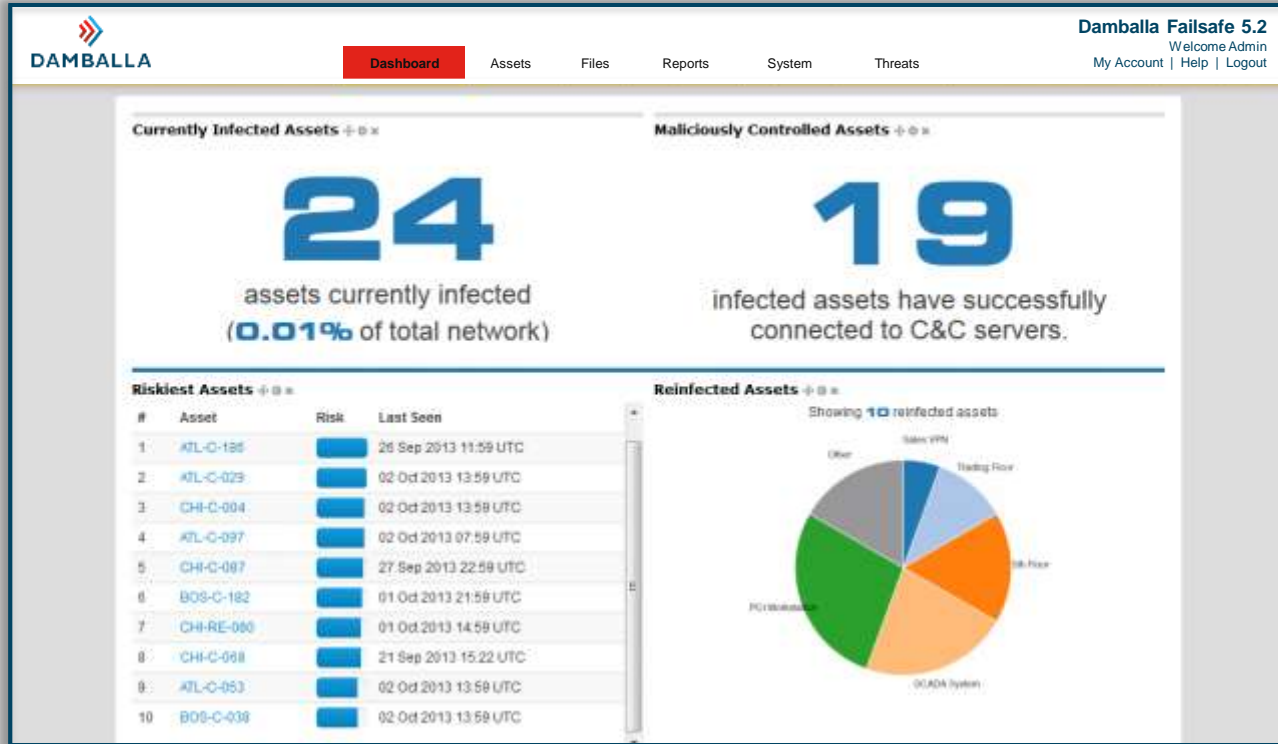 DAMBALLA
Dashboard Assets Files Reports System Threats
Damballa Failsafe 5.2
Welcome Admin
My Account | Help | Logout
Currently Infected Assets
24
assets currently infected
(0.01% of total network)
Maliciously Controlled Assets
19
infected assets have successfully
connected to C&C servers.
Riskiest Assets
# Asset Risk Last Seen
1 ATL-C-186 26 Sep 2013 11:59 UTC
2 ATL-C-029 02 Oct 2013 13:59 UTC
3 CHI-C-004 02 Oct 2013 13:59 UTC
4 ATL-C-097 02 Oct 2013 07:59 UTC
5 CHI-C-087 27 Sep 2013 22:59 UTC
6 BOS-C-182 01 Oct 2013 21:59 UTC
7 CHI-RE-080 01 Oct 2013 14:59 UTC
8 CHI-C-068 21 Sep 2013 15:22 UTC
9 ATL-C-053 02 Oct 2013 13:59 UTC
10 BOS-C-038 02 Oct 2013 13:59 UTC
Reinfected Assets
Showing 10 reinfected assets
Sales VPN
Other
Trading Floor
Floor
SCADA System